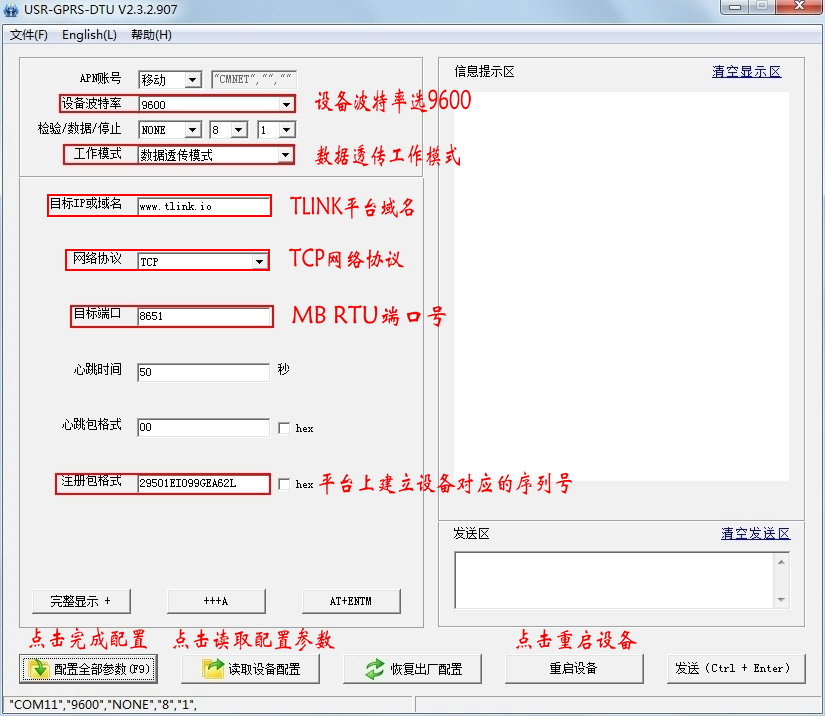 USR-GPRS-DTU V2.3.2.907
文件(F) English(L) 帮助(H)
APN账号 移动 "CMNET","",""
信息提示区 清空显示区
设备波特率 9600 设备波特率选9600
检验/数据/停止 NONE 8 1
工作模式 数据透传模式 数据透传工作模式
目标IP或域名 www.tlink.io TLINK平台域名
网络协议 TCP TCP网络协议
目标端口 8651 MB RTU端口号
心跳时间 50 秒
心跳包格式 00 hex
注册包格式 29501EI099GEA62L hex 平台上建立设备对应的序列号
发送区 清空发送区
完整显示 + +++A AT+ENTM
点击完成配置 点击读取配置参数 点击重启设备
配置全部参数(F9) 读取设备配置 恢复出厂配置 重启设备 发送(Ctrl + Enter)
"COM11","9600","NONE","8","1",